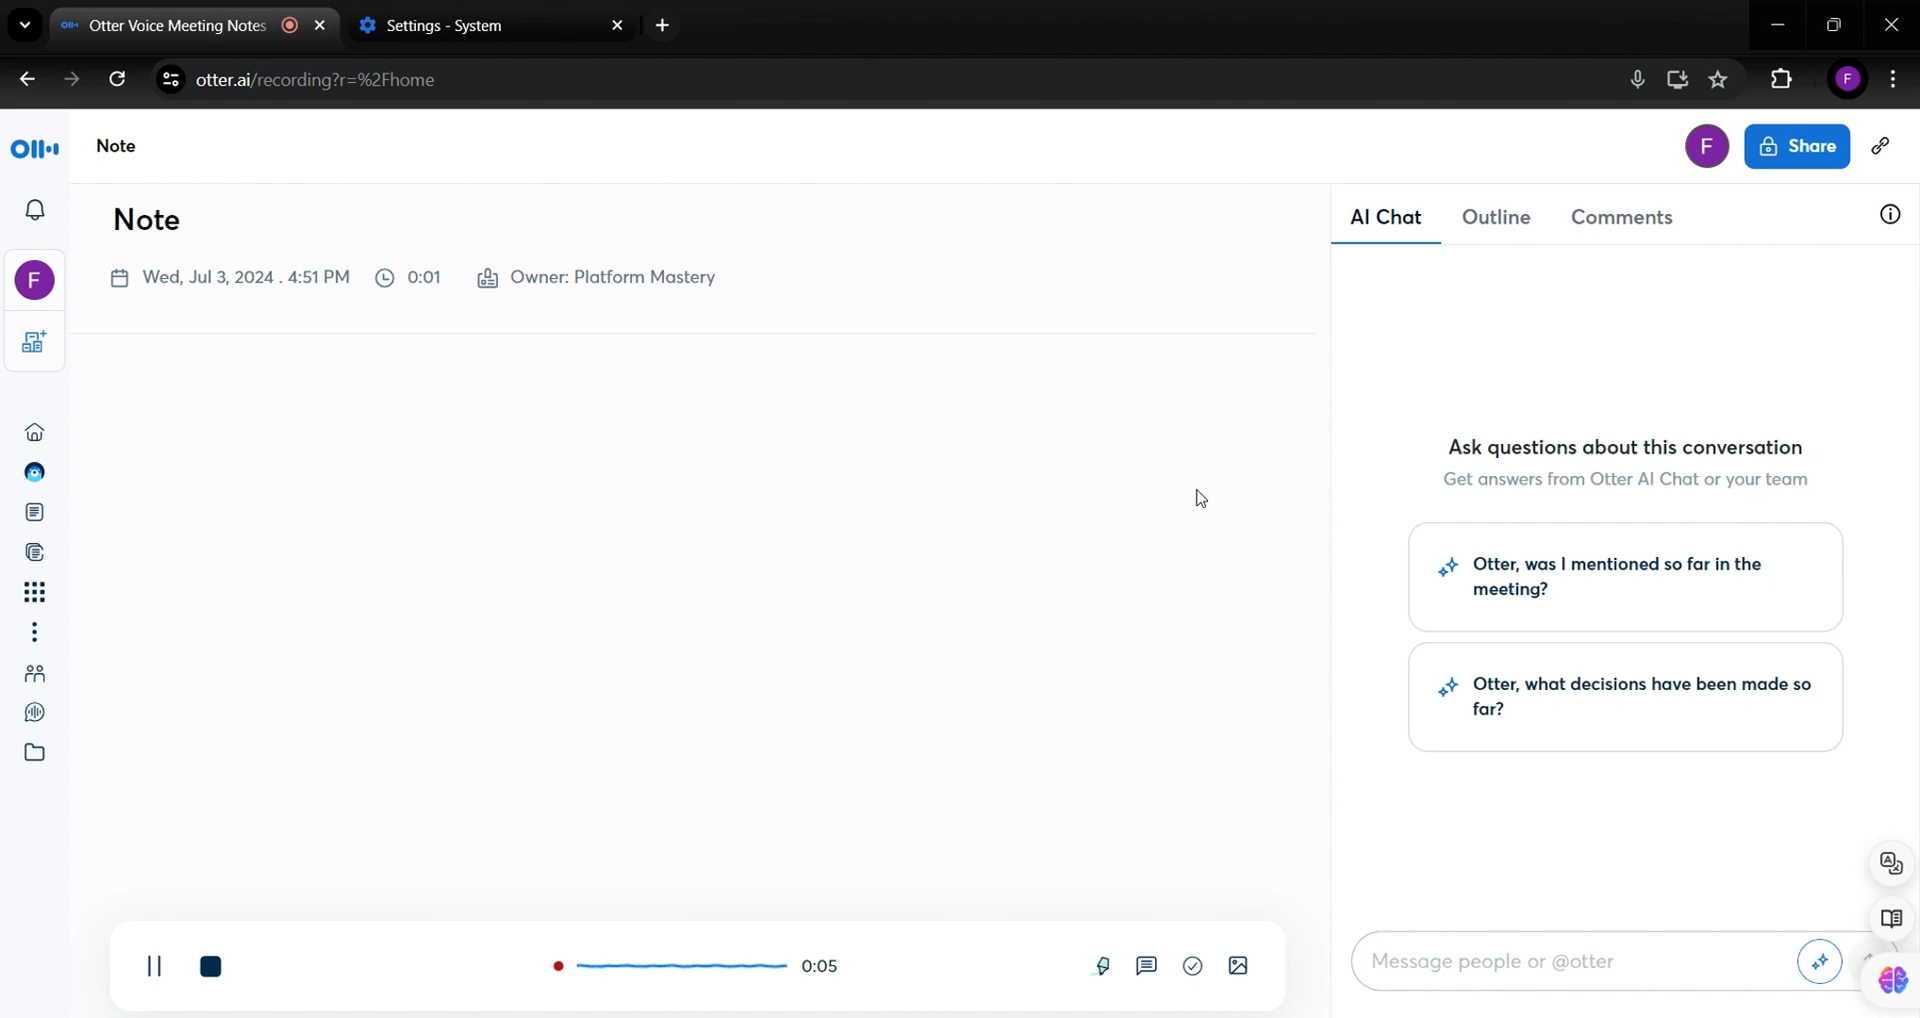 Otter Voice Meeting Notes
Settings - System
otter.ai/recording?r=%2Fhome
F
Note
F
Share
Note
AI Chat
Outline
Comments
F
Wed, Jul 3, 2024 . 4:51 PM
0:01
Owner: Platform Mastery
Ask questions about this conversation
Get answers from Otter AI Chat or your team
Otter, was I mentioned so far in the
meeting?
Otter, what decisions have been made so
far?
0:05
Message people or @otter